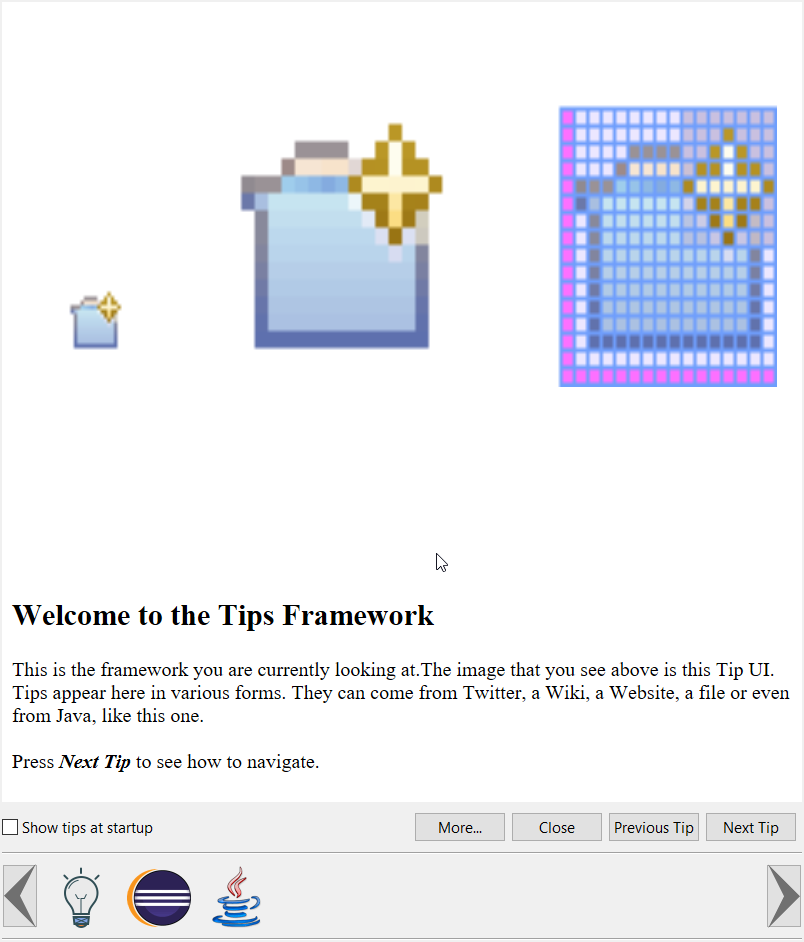 Welcome to the Tips Framework
This is the framework you are currently looking at.The image that you see above is this Tip UI.
Tips appear here in various forms. They can come from Twitter, a Wiki, a Website, a file or even
from Java, like this one.
Press Next Tip to see how to navigate.
Show tips at startup More... Close Previous Tip Next Tip